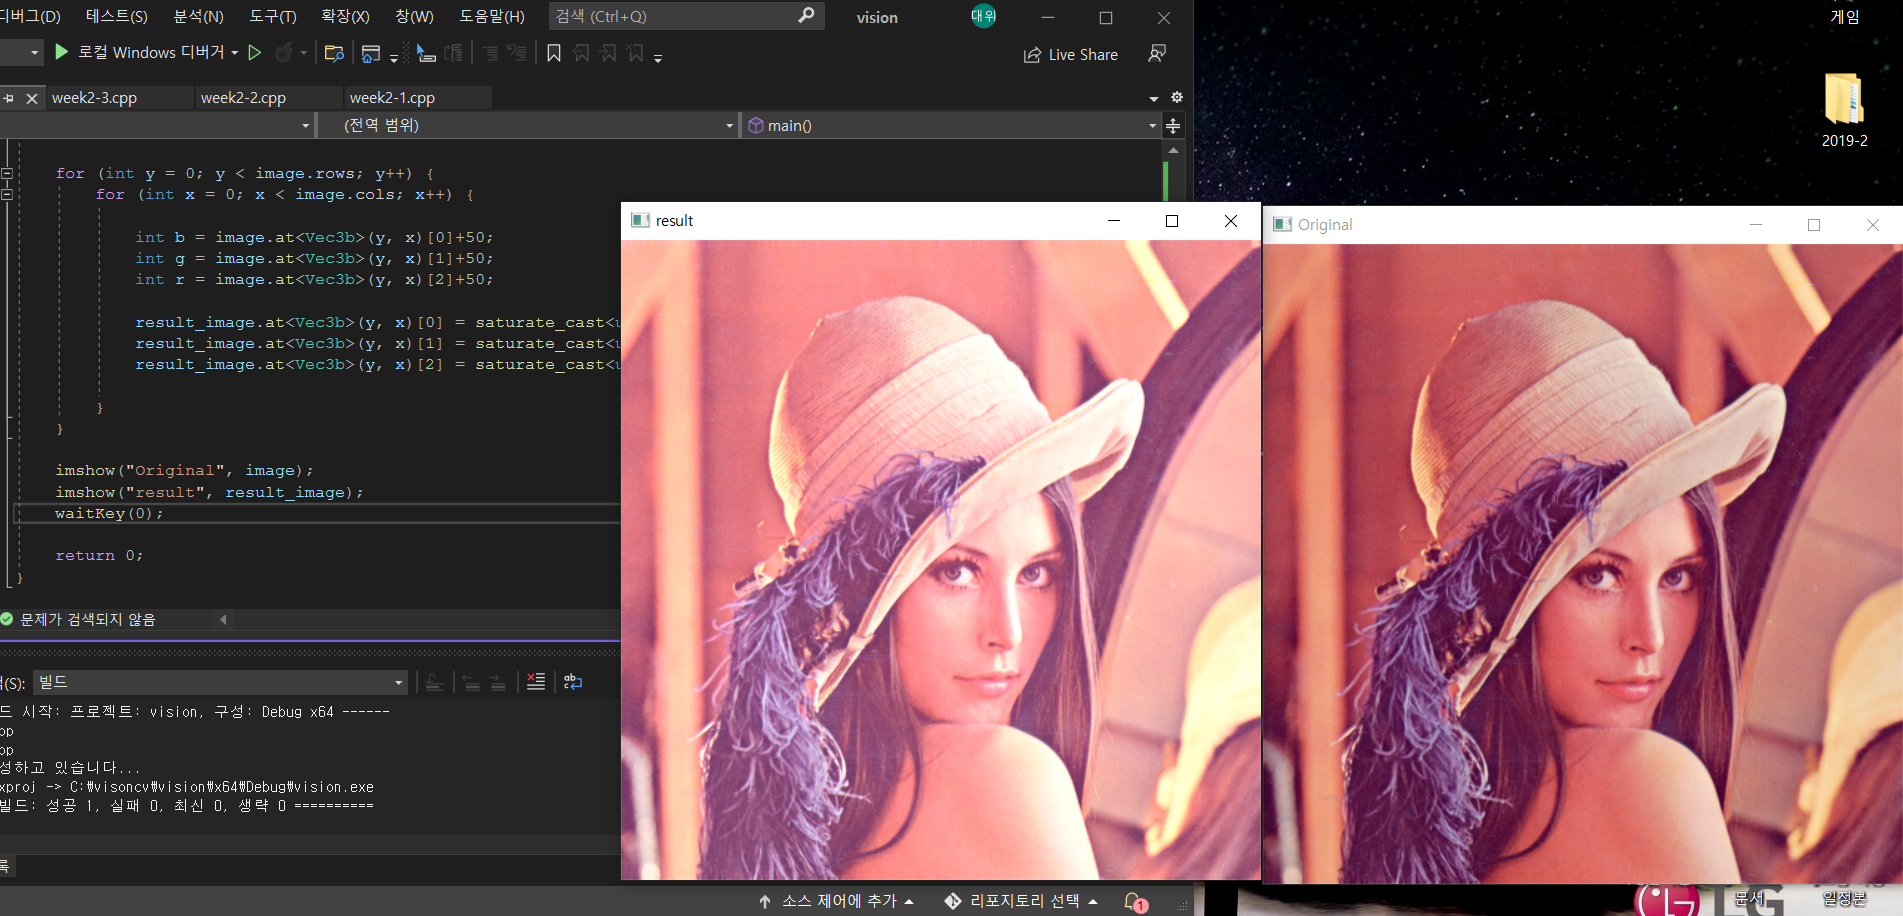 디버그(D) 테스트(S) 분석(N) 도구(T) 확장(X) 창(W) 도움말(H) 검색 (Ctrl+Q) vision 대위
로컬 Windows 디버거 Live Share
week2-3.cpp week2-2.cpp week2-1.cpp
(전역 범위) main()
for (int y = 0; y < image.rows; y++) {
for (int x = 0; x < image.cols; x++) {
int b = image.at<Vec3b>(y, x)[0]+50;
int g = image.at<Vec3b>(y, x)[1]+50;
int r = image.at<Vec3b>(y, x)[2]+50;
result_image.at<Vec3b>(y, x)[0] = saturate_cast<u
result_image.at<Vec3b>(y, x)[1] = saturate_cast<u
result_image.at<Vec3b>(y, x)[2] = saturate_cast<u
}
}
imshow("Original", image);
imshow("result", result_image);
waitKey(0);
return 0;
}
문제가 검색되지 않음
(S): 빌드
드 시작: 프로젝트: vision, 구성: Debug x64 ------
pp
pp
성하고 있습니다...
xproj -> C:\visoncv\vision\x64\Debug\vision.exe
빌드: 성공 1, 실패 0, 최신 0, 생략 0 ==========
록
소스 제어에 추가 리포지토리 선택 1
result
Original
게임
2019-2
LG
문서 일정본